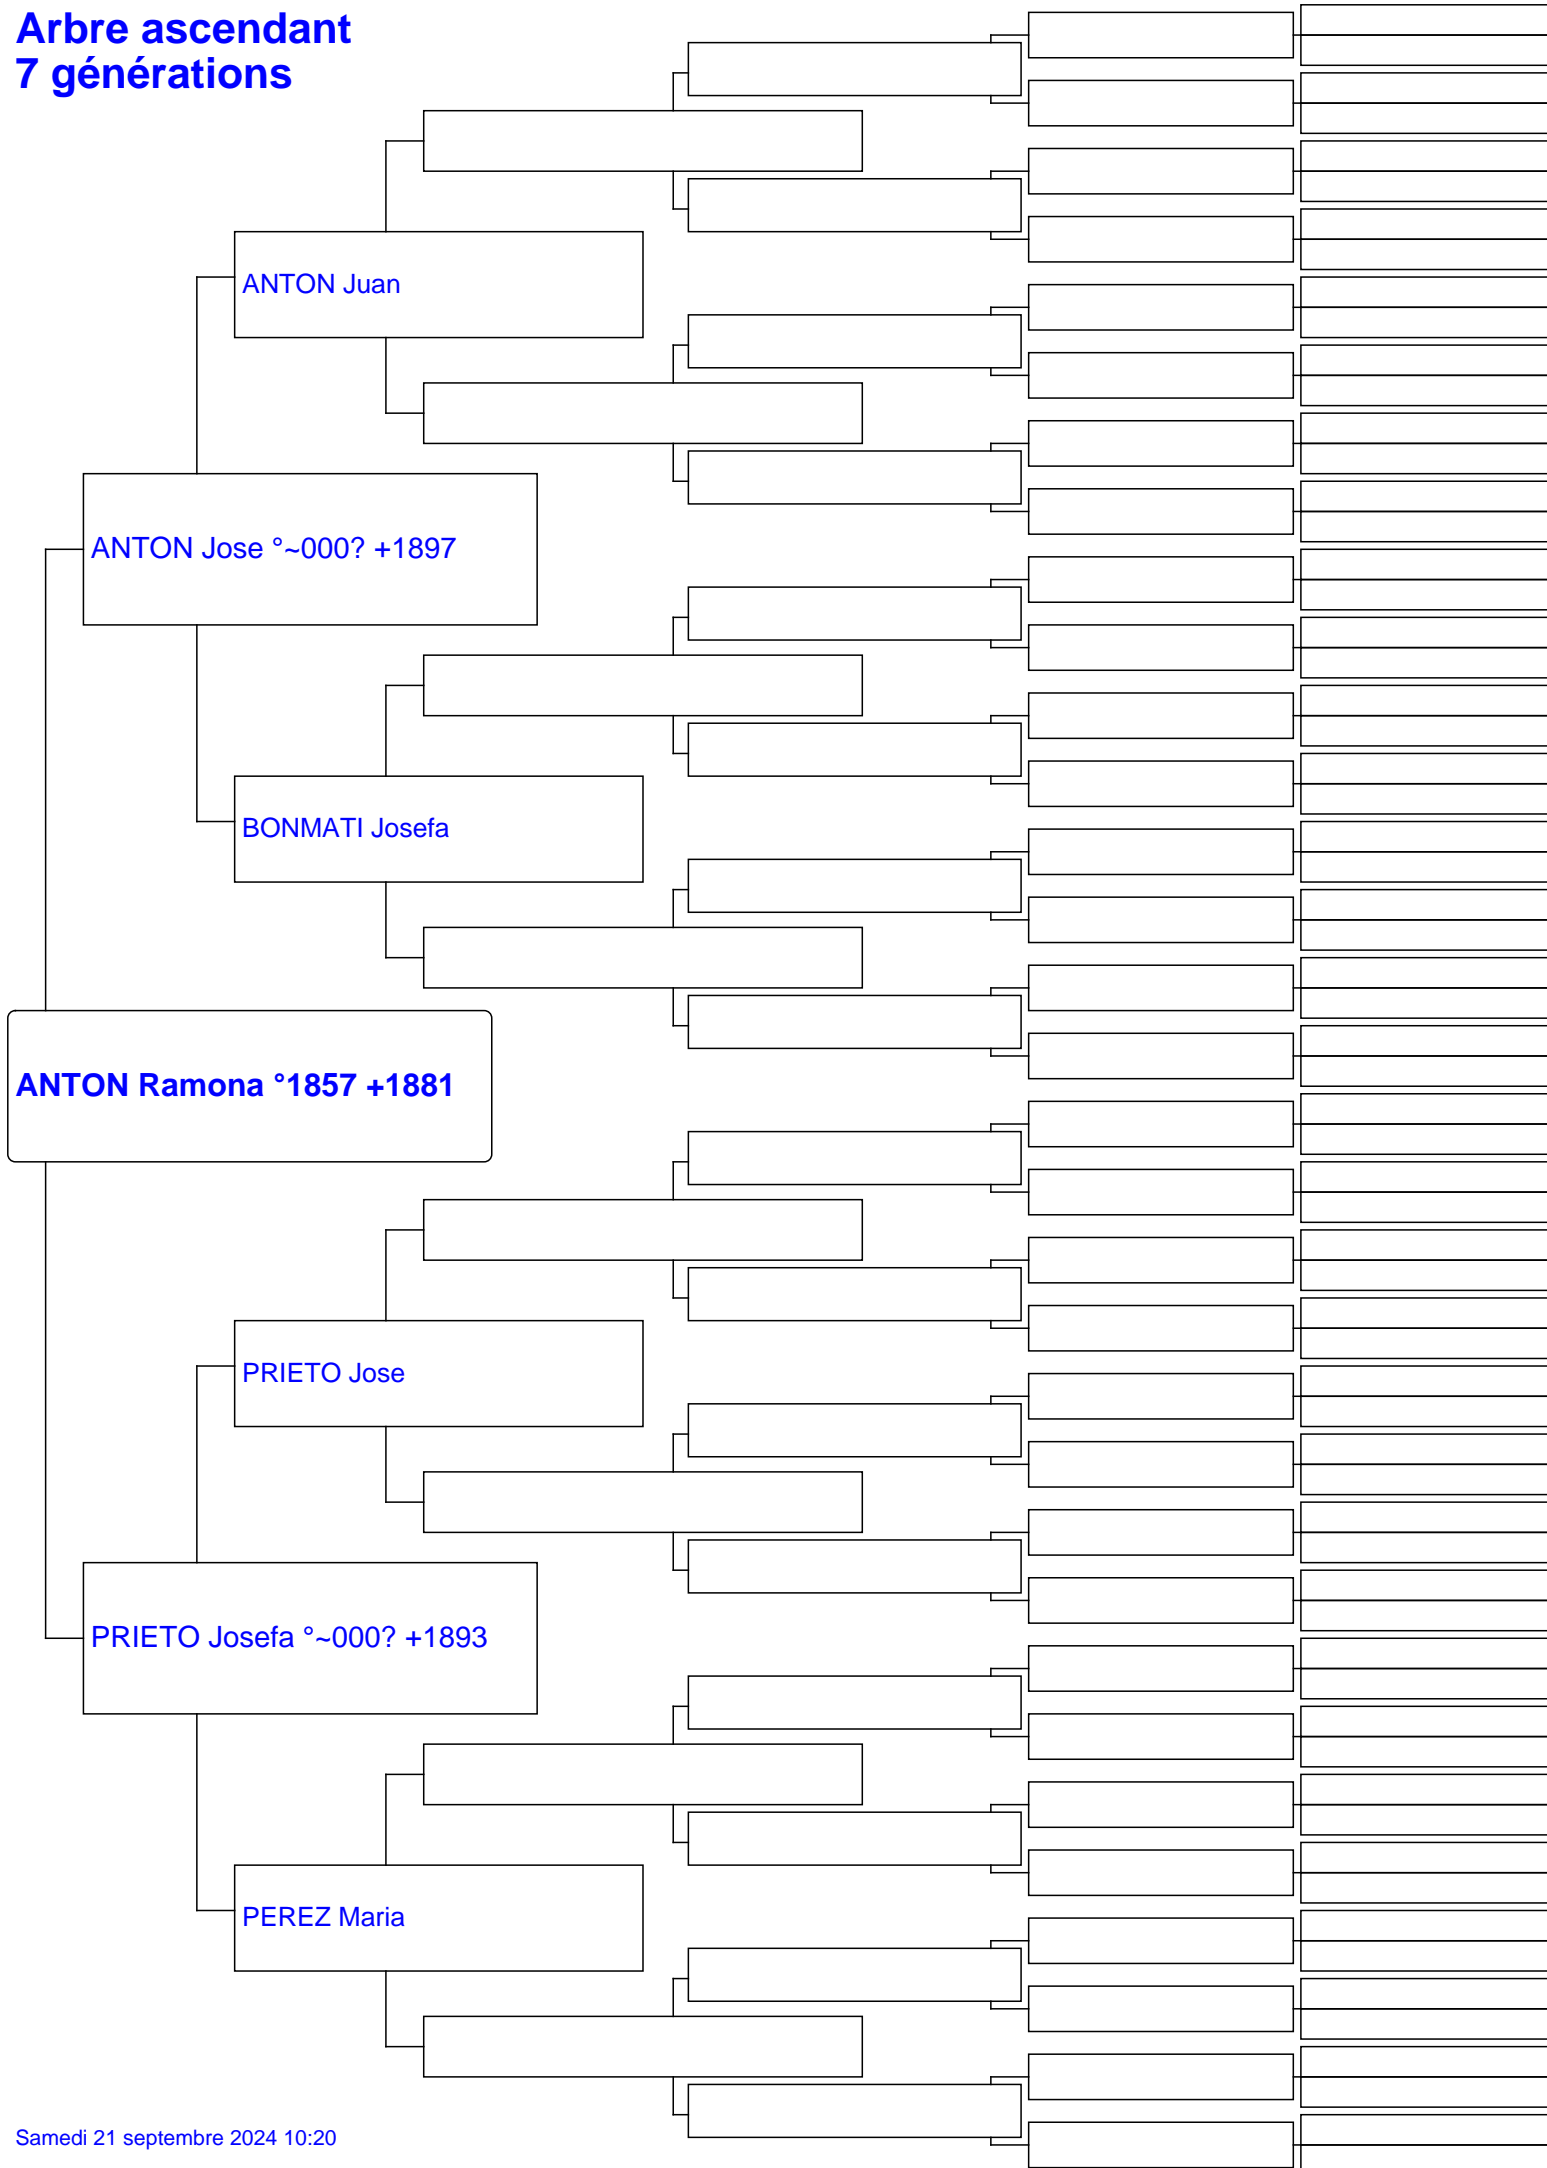 Arbre ascendant
7 générations
ANTON Juan
ANTON Jose °~000? +1897
BONMATI Josefa
ANTON Ramona °1857 +1881
PRIETO Jose
PRIETO Josefa °~000? +1893
PEREZ Maria
Samedi 21 septembre 2024 10:20